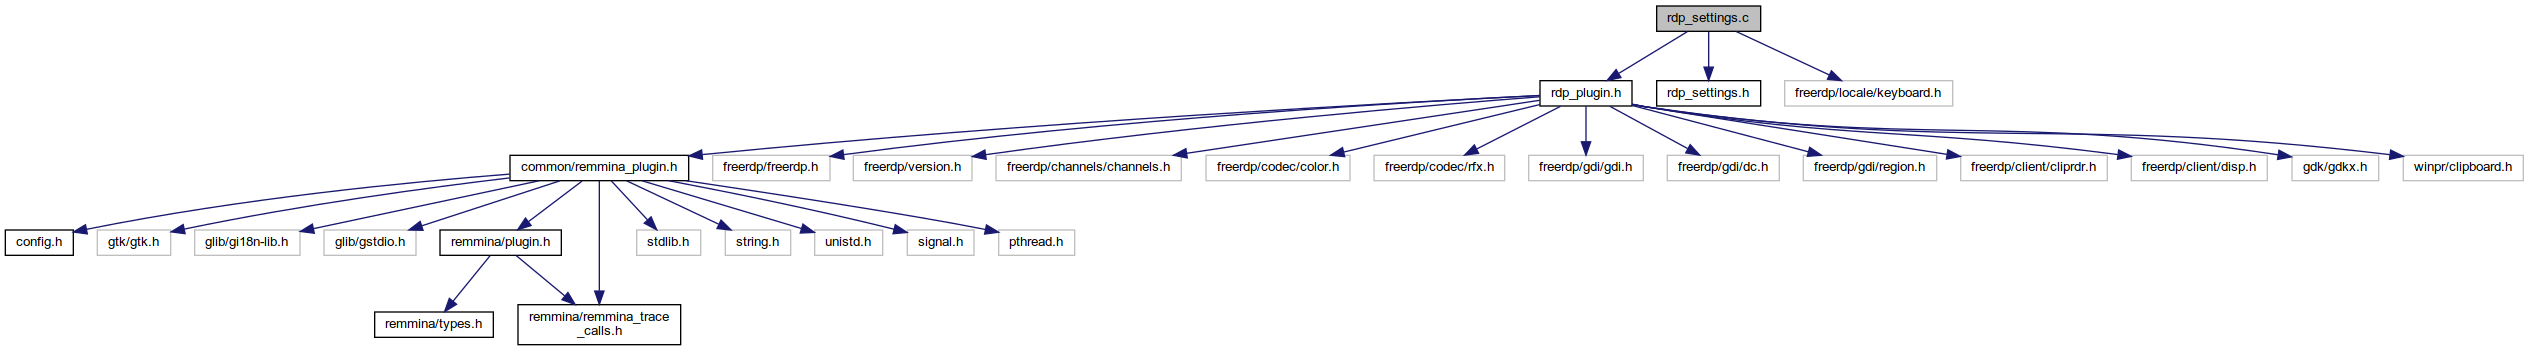 rdp_settings.c
rdp_plugin.h
rdp_settings.h
freerdp/locale/keyboard.h
common/remmina_plugin.h
freerdp/freerdp.h
freerdp/version.h
freerdp/channels/channels.h
freerdp/codec/color.h
freerdp/codec/rfx.h
freerdp/gdi/gdi.h
freerdp/gdi/dc.h
freerdp/gdi/region.h
freerdp/client/cliprdr.h
freerdp/client/disp.h
gdk/gdkx.h
winpr/clipboard.h
config.h
gtk/gtk.h
glib/gi18n-lib.h
glib/gstdio.h
remmina/plugin.h
stdlib.h
string.h
unistd.h
signal.h
pthread.h
remmina/types.h
remmina/remmina_trace
_calls.h